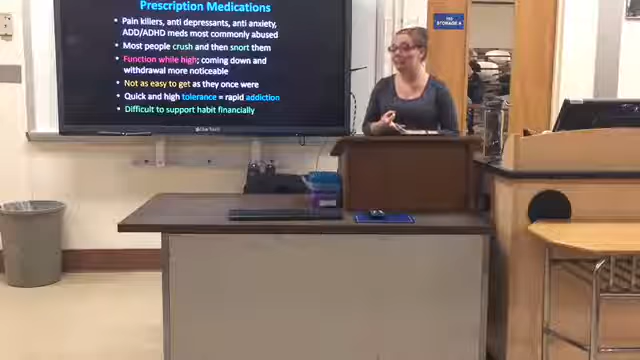 Prescription Medications
• Pain killers, anti depressants, anti anxiety,
ADD/ADHD meds most commonly abused
• Most people crush and then snort them
• Function while high; coming down and
withdrawal more noticeable
• Not as easy to get as they once were
• Quick and high tolerance = rapid addiction
• Difficult to support habit financially
STORAGE A